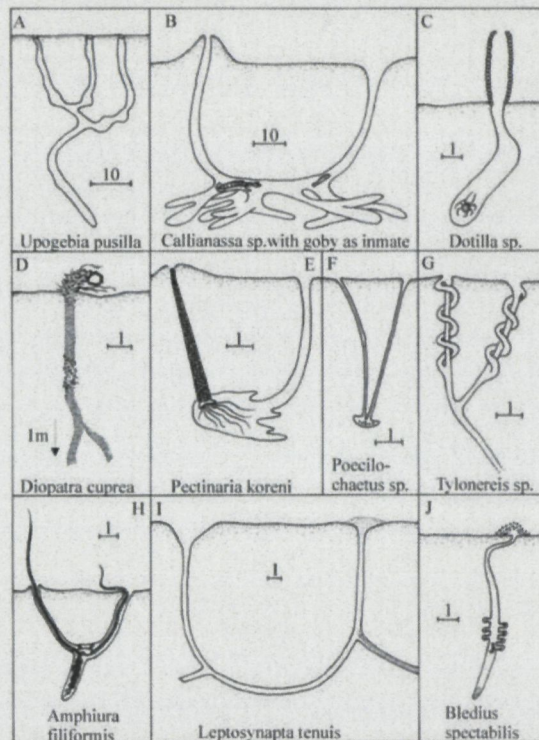 A
B
C
10
10
1
Upogebia pusilla
Callianassa sp.with goby as inmate
Dotilla sp.
D
E
F
G
1
1
1m
1
1
Diopatra cuprea
Pectinaria koreni
Poecilo-
chaetus sp.
Tylonereis sp.
H
I
J
1
1
1
Amphiura
filiformis
Leptosynapta tenuis
Bledius
spectabilis